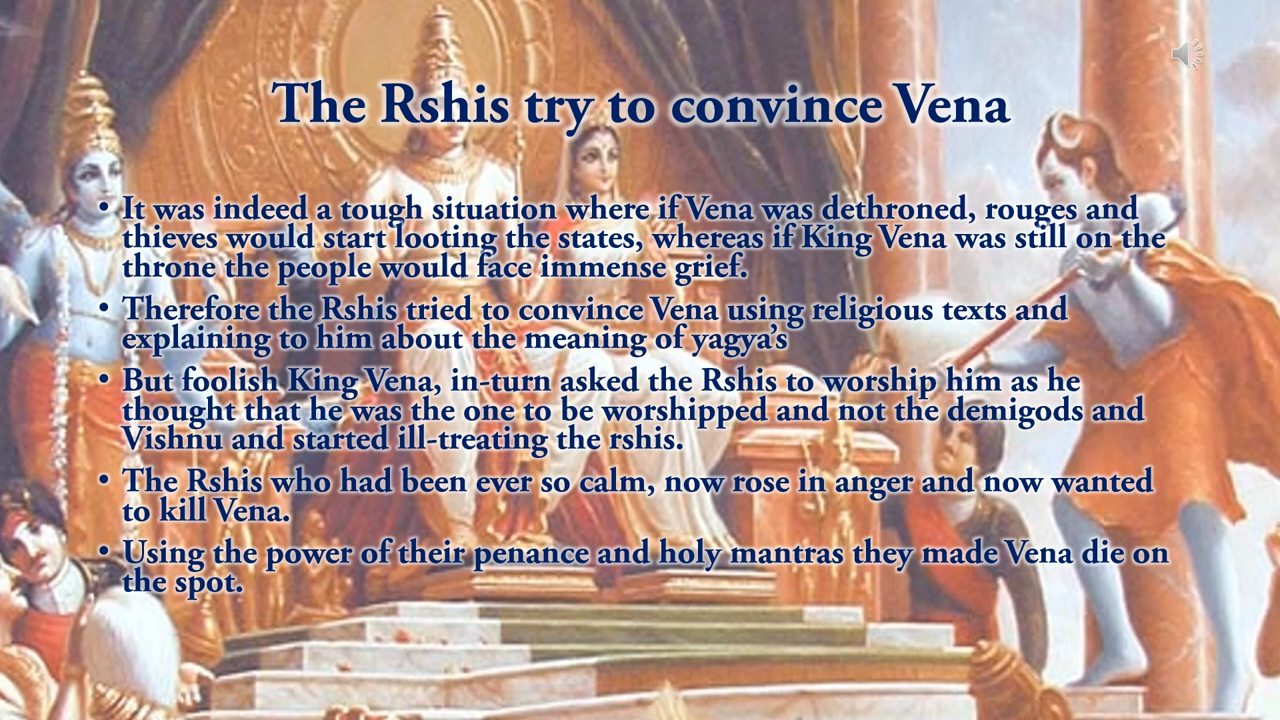 The Rshis try to convince Vena
• It was indeed a tough situation where if Vena was dethroned, rouges and
thieves would start looting the states, whereas if King Vena was still on the
throne the people would face immense grief.
• Therefore the Rshis tried to convince Vena using religious texts and
explaining to him about the meaning of yagya’s
• But foolish King Vena, in-turn asked the Rshis to worship him as he
thought that he was the one to be worshipped and not the demigods and
Vishnu and started ill-treating the rshis.
• The Rshis who had been ever so calm, now rose in anger and now wanted
to kill Vena.
• Using the power of their penance and holy mantras they made Vena die on
the spot.